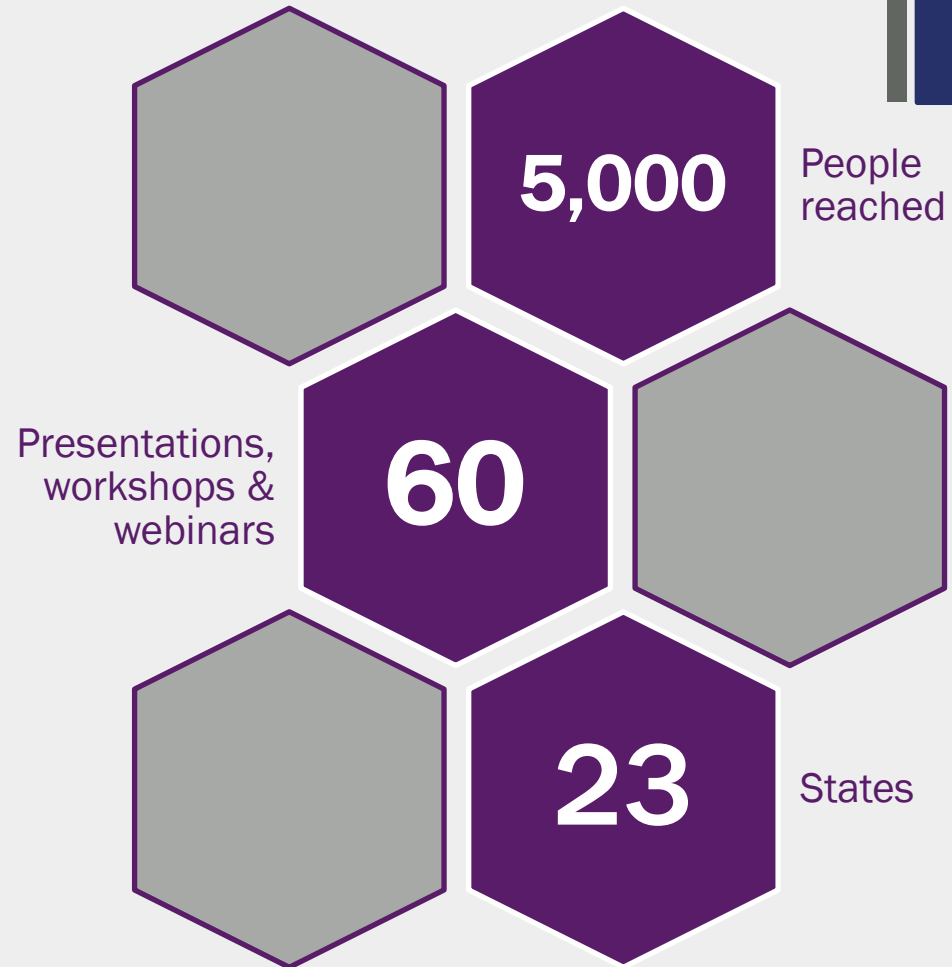 5,000
People
reached
Presentations,
workshops &
webinars
60
23
States